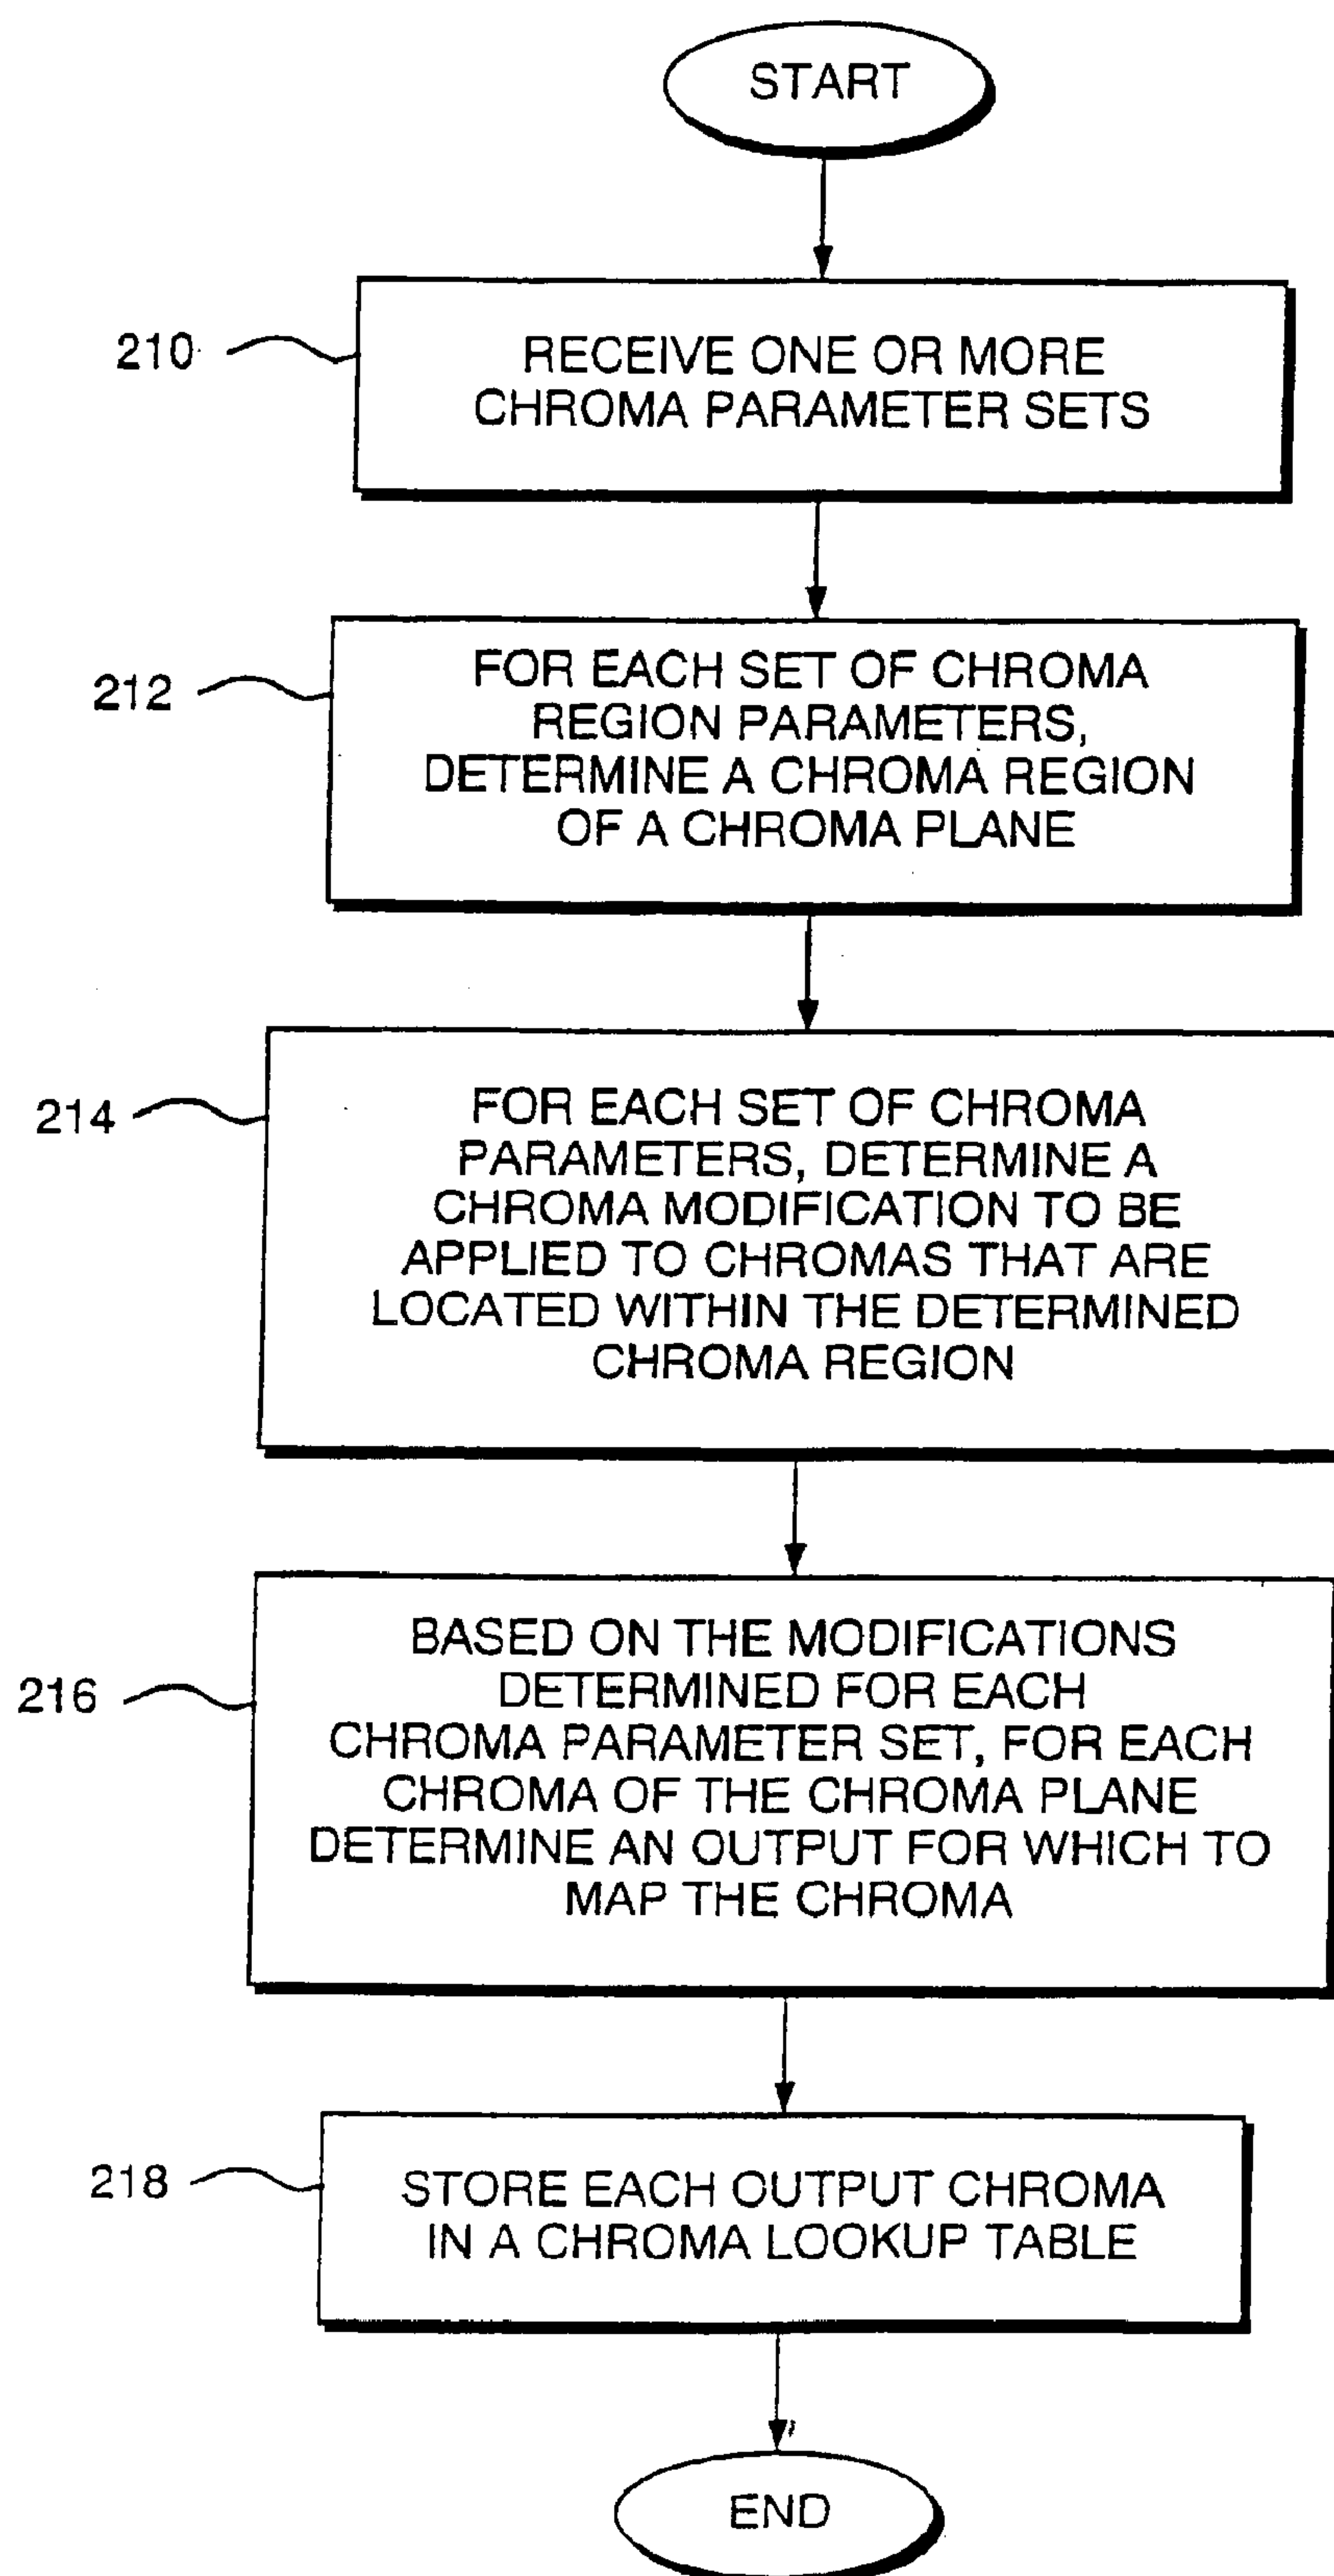 START
210
RECEIVE ONE OR MORE
CHROMA PARAMETER SETS
212
FOR EACH SET OF CHROMA
REGION PARAMETERS,
DETERMINE A CHROMA REGION
OF A CHROMA PLANE
214
FOR EACH SET OF CHROMA
PARAMETERS, DETERMINE A
CHROMA MODIFICATION TO BE
APPLIED TO CHROMAS THAT ARE
LOCATED WITHIN THE DETERMINED
CHROMA REGION
216
BASED ON THE MODIFICATIONS
DETERMINED FOR EACH
CHROMA PARAMETER SET, FOR EACH
CHROMA OF THE CHROMA PLANE
DETERMINE AN OUTPUT FOR WHICH TO
MAP THE CHROMA
218
STORE EACH OUTPUT CHROMA
IN A CHROMA LOOKUP TABLE
END